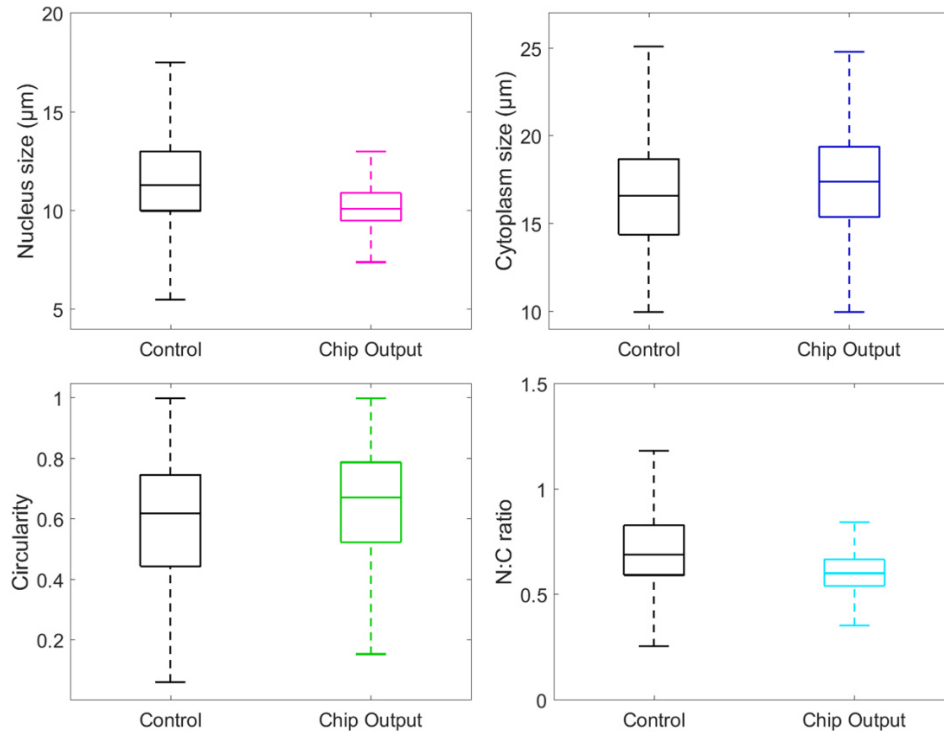 20
15
10
5
Nucleus size (µm)
Control
Chip Output
25
20
15
10
Cytoplasm size (µm)
Control
Chip Output
1
0.8
0.6
0.4
0.2
Circularity
Control
Chip Output
1.5
1
0.5
0
N:C ratio
Control
Chip Output